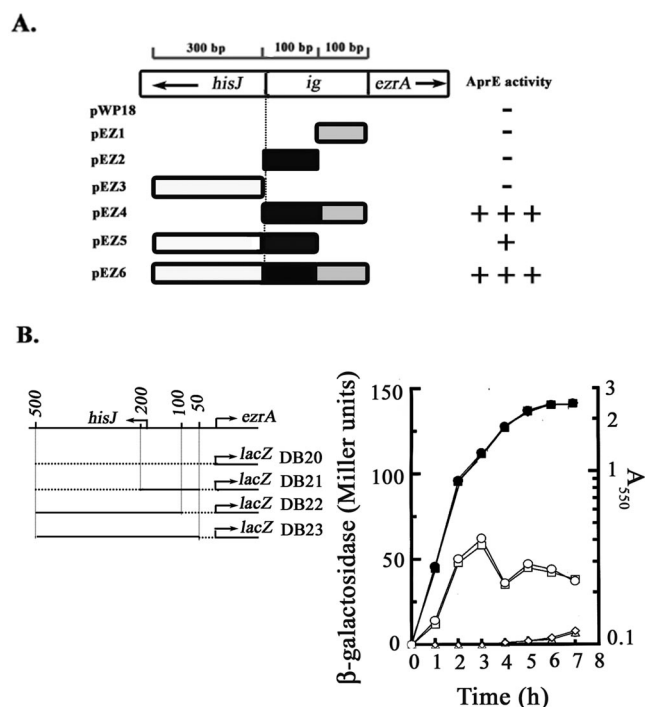 A.
300 bp 100 bp 100 bp
hisJ ig ezrA AprE activity
pWP18 -
pEZ1 -
pEZ2 -
pEZ3 -
pEZ4 + + +
pEZ5 +
pEZ6 + + +
B.
500 hisJ 200 100 50 ezrA
lacZ DB20
lacZ DB21
lacZ DB22
lacZ DB23
β-galactosidase (Miller units)
150
100
50
0
0 1 2 3 4 5 6 7 8
Time (h)
3
2
1
0.1
A550